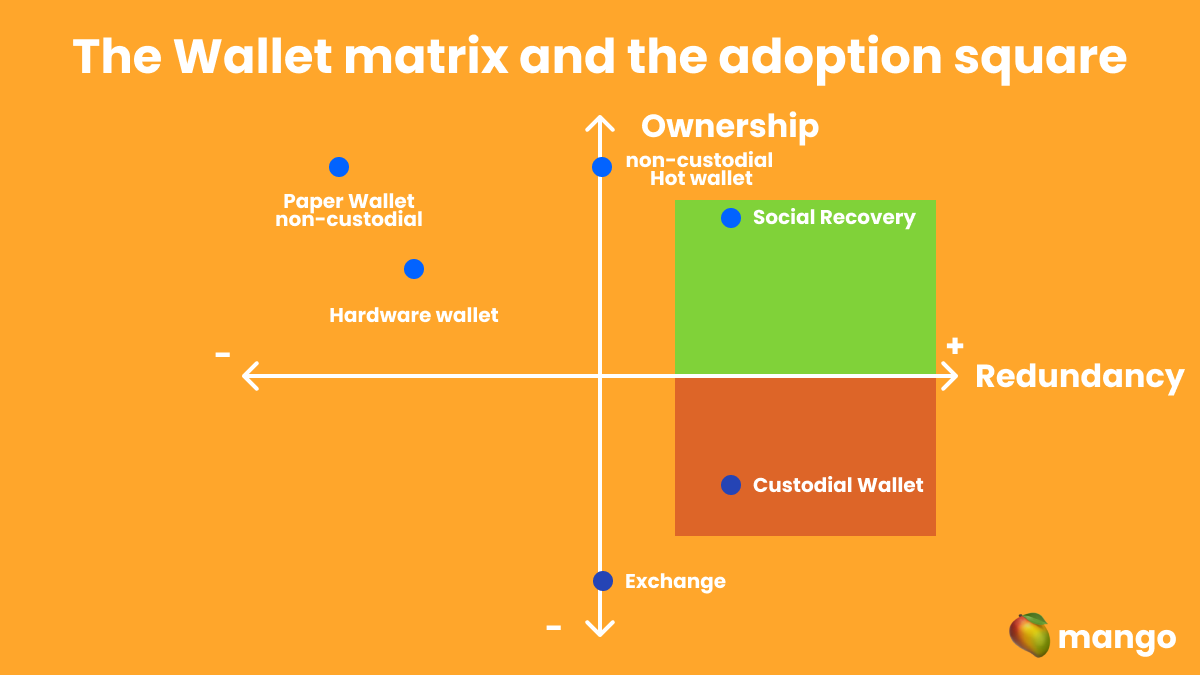 The Wallet matrix and the adoption square
Ownership
non-custodial
Hot wallet
Paper Wallet
non-custodial
Social Recovery
Hardware wallet
-
+
Redundancy
Custodial Wallet
Exchange
-
mango